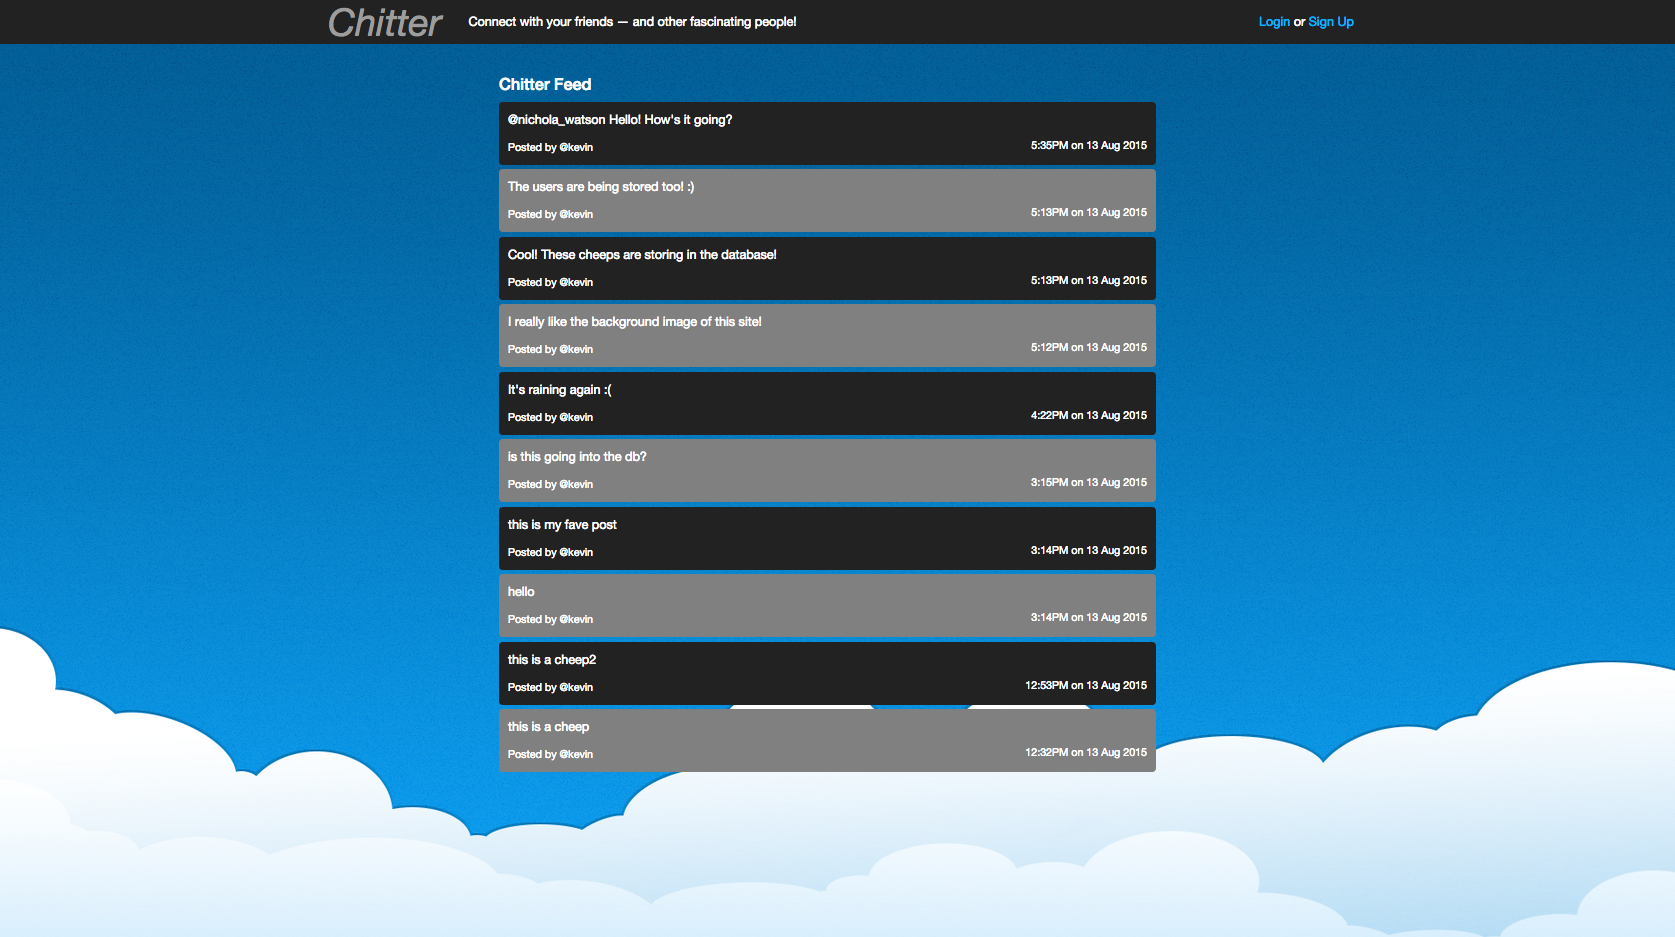 Chitter Connect with your friends — and other fascinating people! Login or Sign Up
Chitter Feed
@nichola_watson Hello! How's it going?
Posted by @kevin 5:35PM on 13 Aug 2015
The users are being stored too! :)
Posted by @kevin 5:13PM on 13 Aug 2015
Cool! These cheeps are storing in the database!
Posted by @kevin 5:13PM on 13 Aug 2015
I really like the background image of this site!
Posted by @kevin 5:12PM on 13 Aug 2015
It's raining again :(
Posted by @kevin 4:22PM on 13 Aug 2015
is this going into the db?
Posted by @kevin 3:15PM on 13 Aug 2015
this is my fave post
Posted by @kevin 3:14PM on 13 Aug 2015
hello
Posted by @kevin 3:14PM on 13 Aug 2015
this is a cheep2
Posted by @kevin 12:53PM on 13 Aug 2015
this is a cheep
Posted by @kevin 12:32PM on 13 Aug 2015